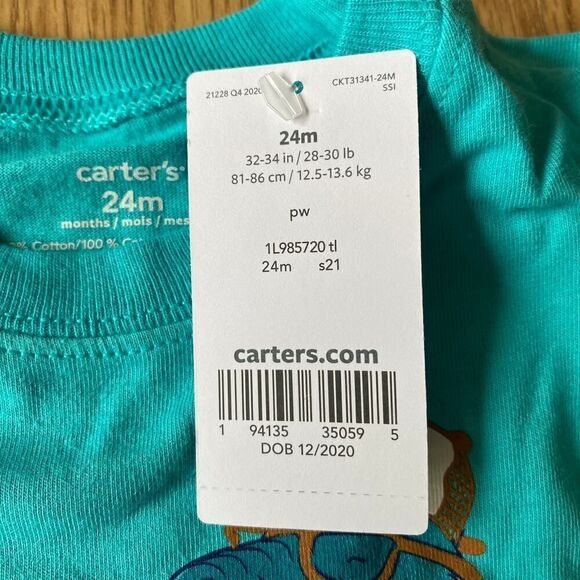 21228 Q4 2020
CKT31341-24M
SSI
24m
32-34 in / 28-30 lb
81-86 cm / 12.5-13.6 kg
pw
1L985720 tl
24m s21
carters.com
1 94135 35059 5
DOB 12/2020
carter's
24m
months / mois / mes
% Cotton/100 %